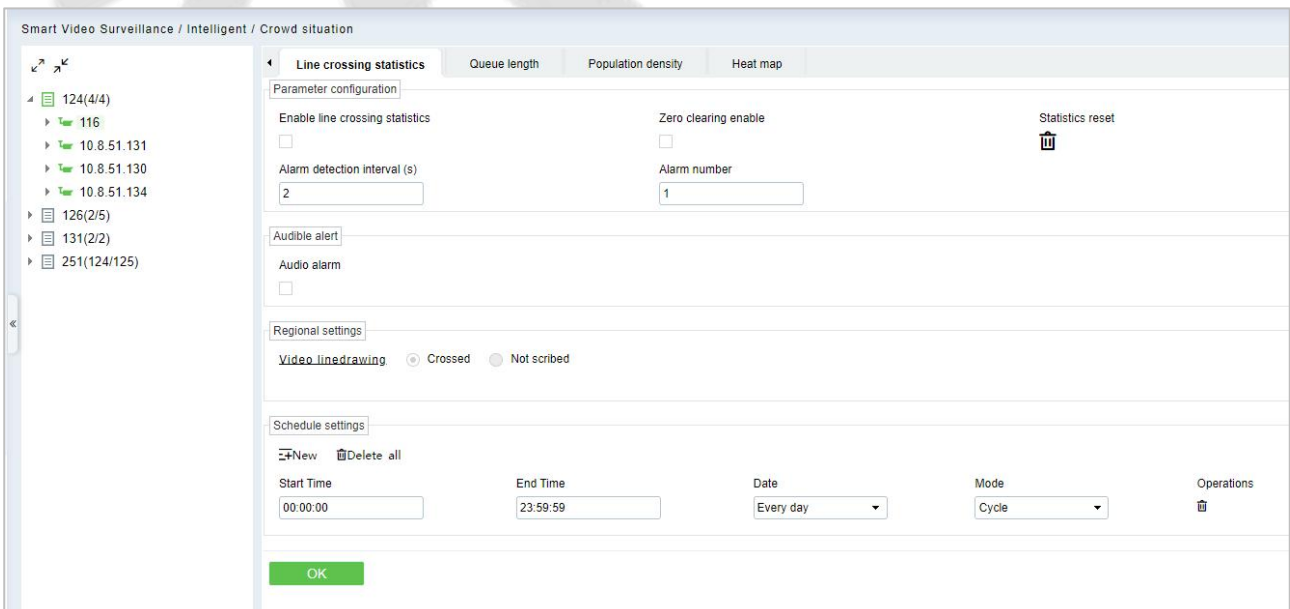 Smart Video Surveillance / Intelligent / Crowd situation
124(4/4)
116
10.8.51.131
10.8.51.130
10.8.51.134
126(2/5)
131(2/2)
251(124/125)
Line crossing statistics Queue length Population density Heat map
Parameter configuration
Enable line crossing statistics Zero clearing enable Statistics reset
Alarm detection interval (s) Alarm number
2 1
Audible alert
Audio alarm
Regional settings
Video linedrawing Crossed Not scribed
Schedule settings
New Delete all
Start Time End Time Date Mode Operations
00:00:00 23:59:59 Every day Cycle
OK